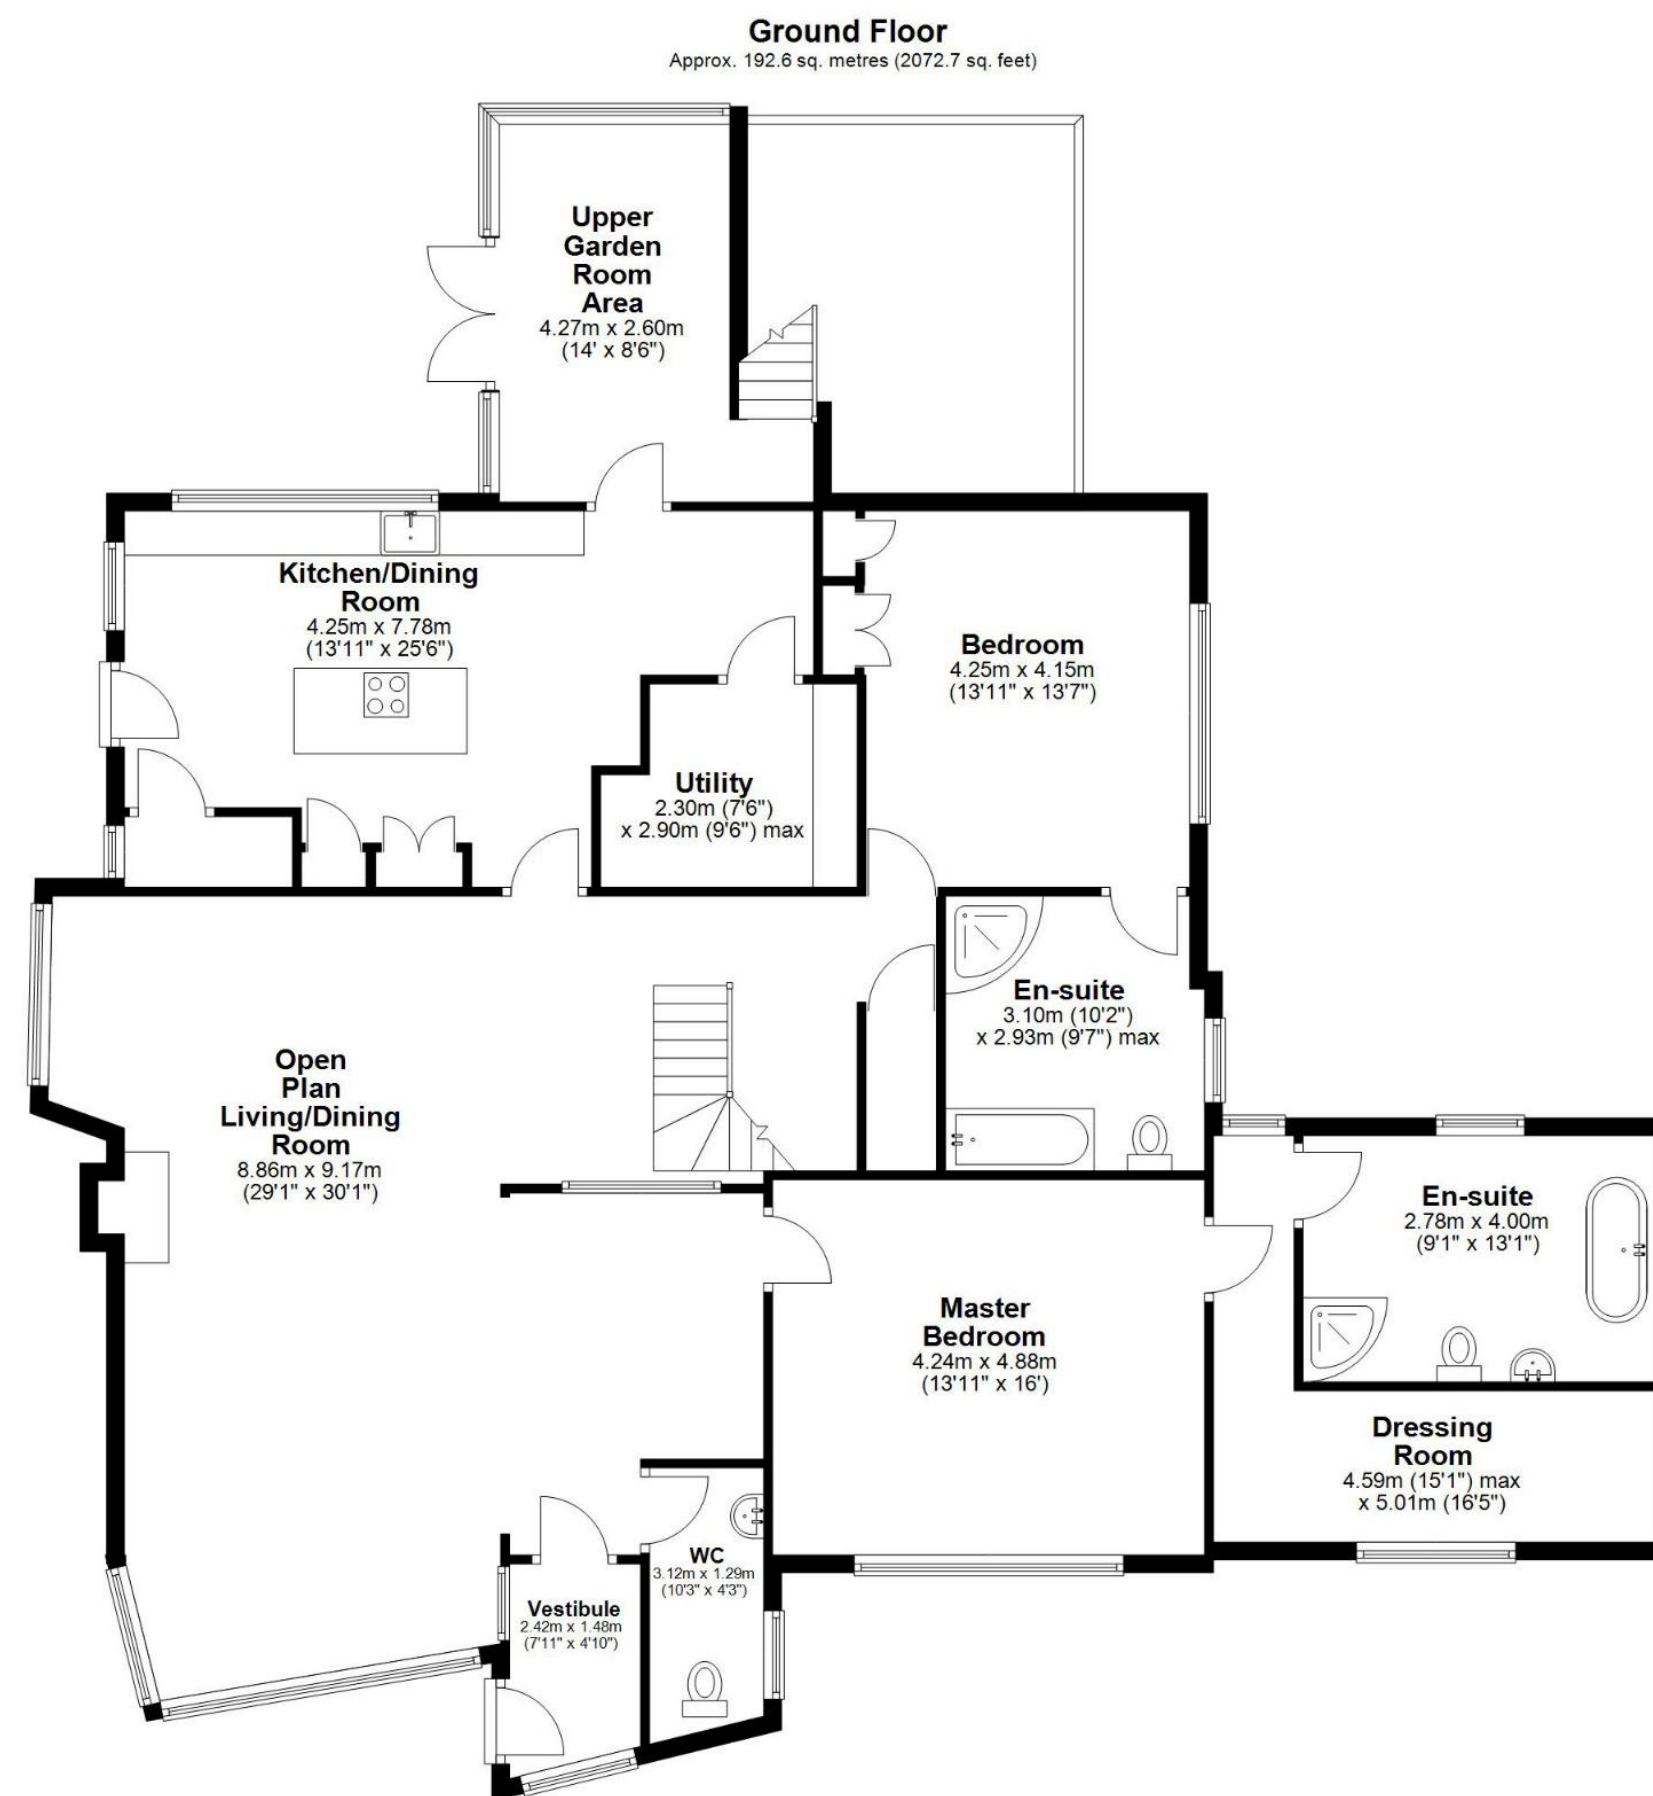 Ground Floor
Approx. 192.6 sq. metres (2072.7 sq. feet)
Upper
Garden
Room
Area
4.27m x 2.60m
(14' x 8'6")
Kitchen/Dining
Room
4.25m x 7.78m
(13'11" x 25'6")
Bedroom
4.25m x 4.15m
(13'11" x 13'7")
Utility
2.30m (7'6")
x 2.90m (9'6") max
En-suite
3.10m (10'2")
x 2.93m (9'7") max
Open
Plan
Living/Dining
Room
8.86m x 9.17m
(29'1" x 30'1")
En-suite
2.78m x 4.00m
(9'1" x 13'1")
Master
Bedroom
4.24m x 4.88m
(13'11" x 16')
Dressing
Room
4.59m (15'1") max
x 5.01m (16'5")
WC
3.12m x 1.29m
(10'3" x 4'3")
Vestibule
2.42m x 1.48m
(7'11" x 4'10")